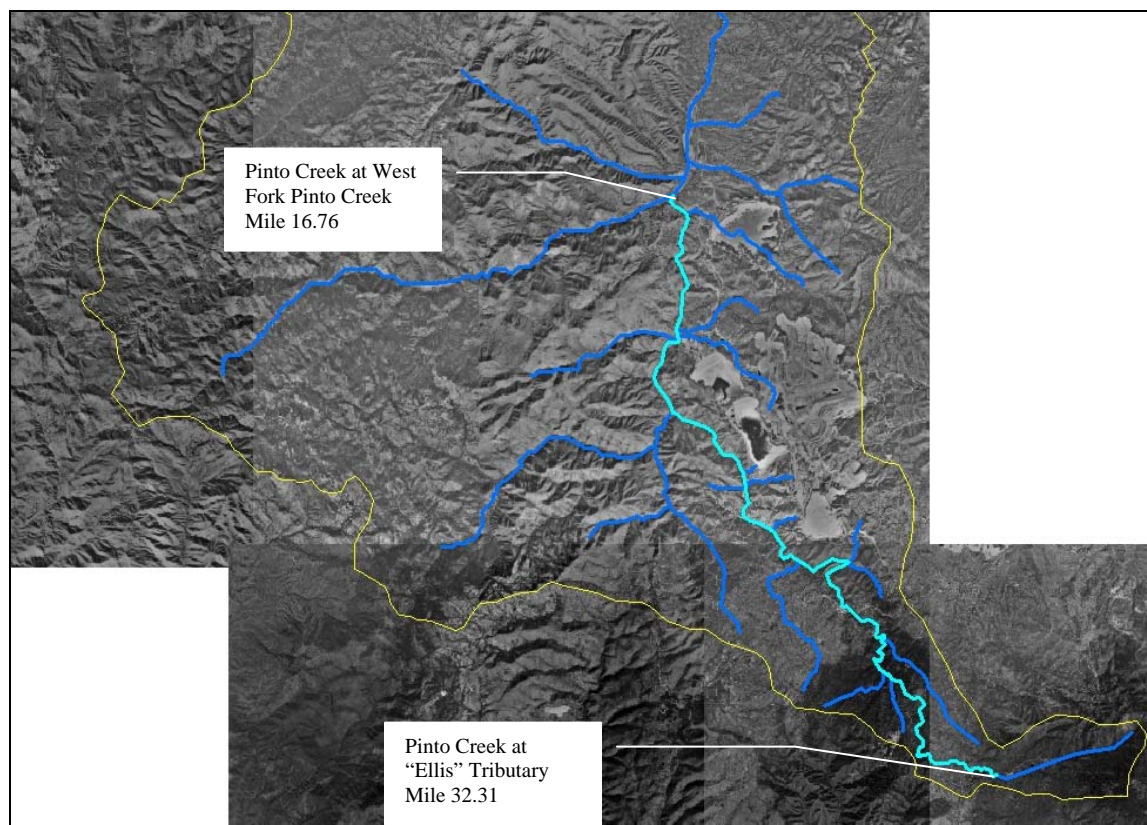 Pinto Creek at West
Fork Pinto Creek
Mile 16.76
Pinto Creek at
“Ellis” Tributary
Mile 32.31